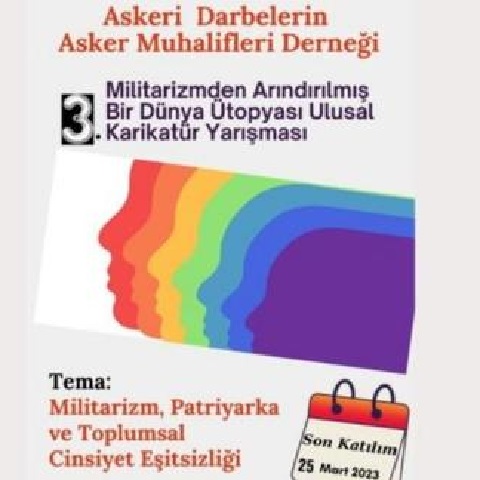 Askeri Darbelerin
Asker Muhalifleri Derneği
Militarizmden Arındırılmış
Bir Dünya Ütopyası Ulusal
3. Karikatür Yarışması
Tema:
Militarizm, Patriyarka
ve Toplumsal
Cinsiyet Eşitsizliği
Son Katılım
25 Mart 2023